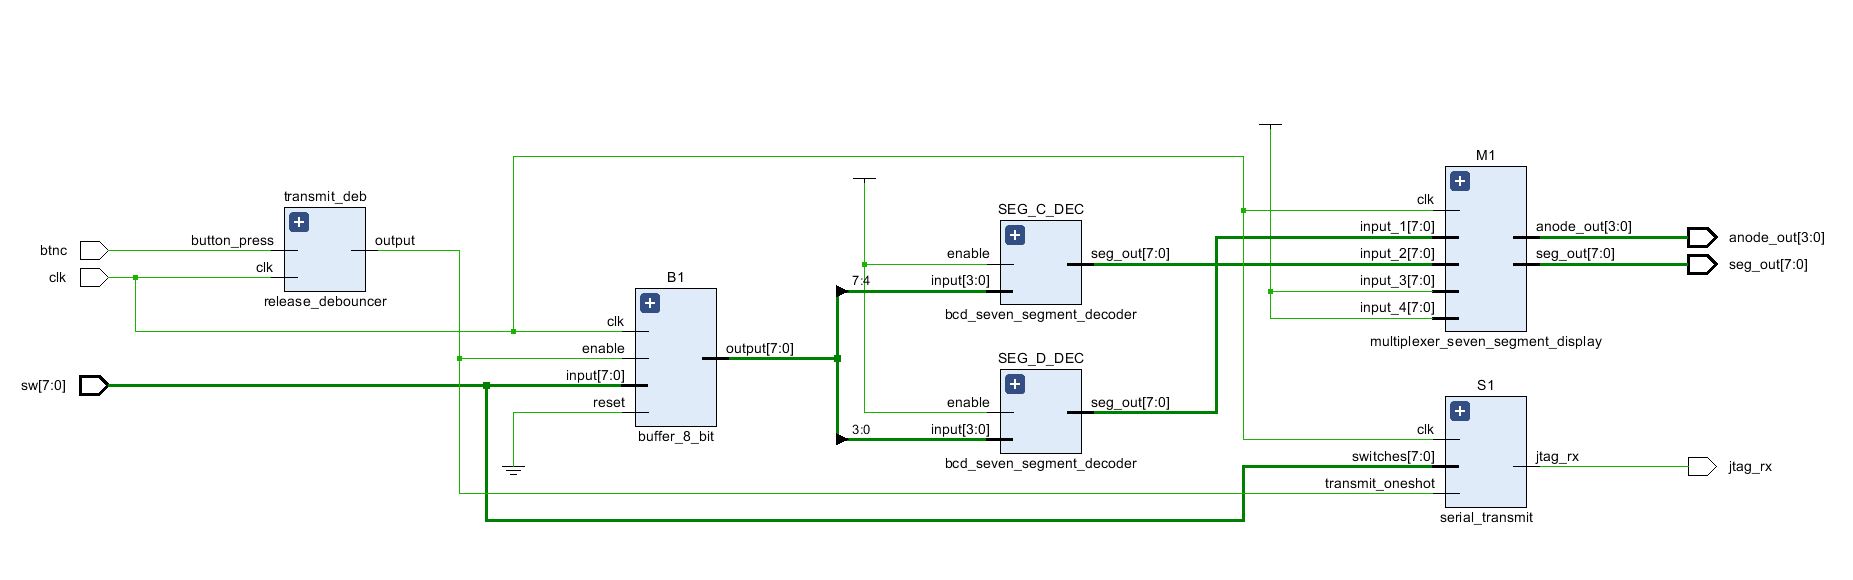 transmit_deb
btnc
button_press
output
clk
clk
release_debouncer
sw[7:0]
B1
clk
enable
input[7:0]
reset
output[7:0]
buffer_8_bit
7:4
3:0
SEG_C_DEC
enable
input[3:0]
seg_out[7:0]
bcd_seven_segment_decoder
SEG_D_DEC
enable
input[3:0]
seg_out[7:0]
bcd_seven_segment_decoder
M1
clk
input_1[7:0]
input_2[7:0]
input_3[7:0]
input_4[7:0]
anode_out[3:0]
seg_out[7:0]
multiplexer_seven_segment_display
anode_out[3:0]
seg_out[7:0]
S1
clk
switches[7:0]
transmit_oneshot
jtag_rx
serial_transmit
jtag_rx